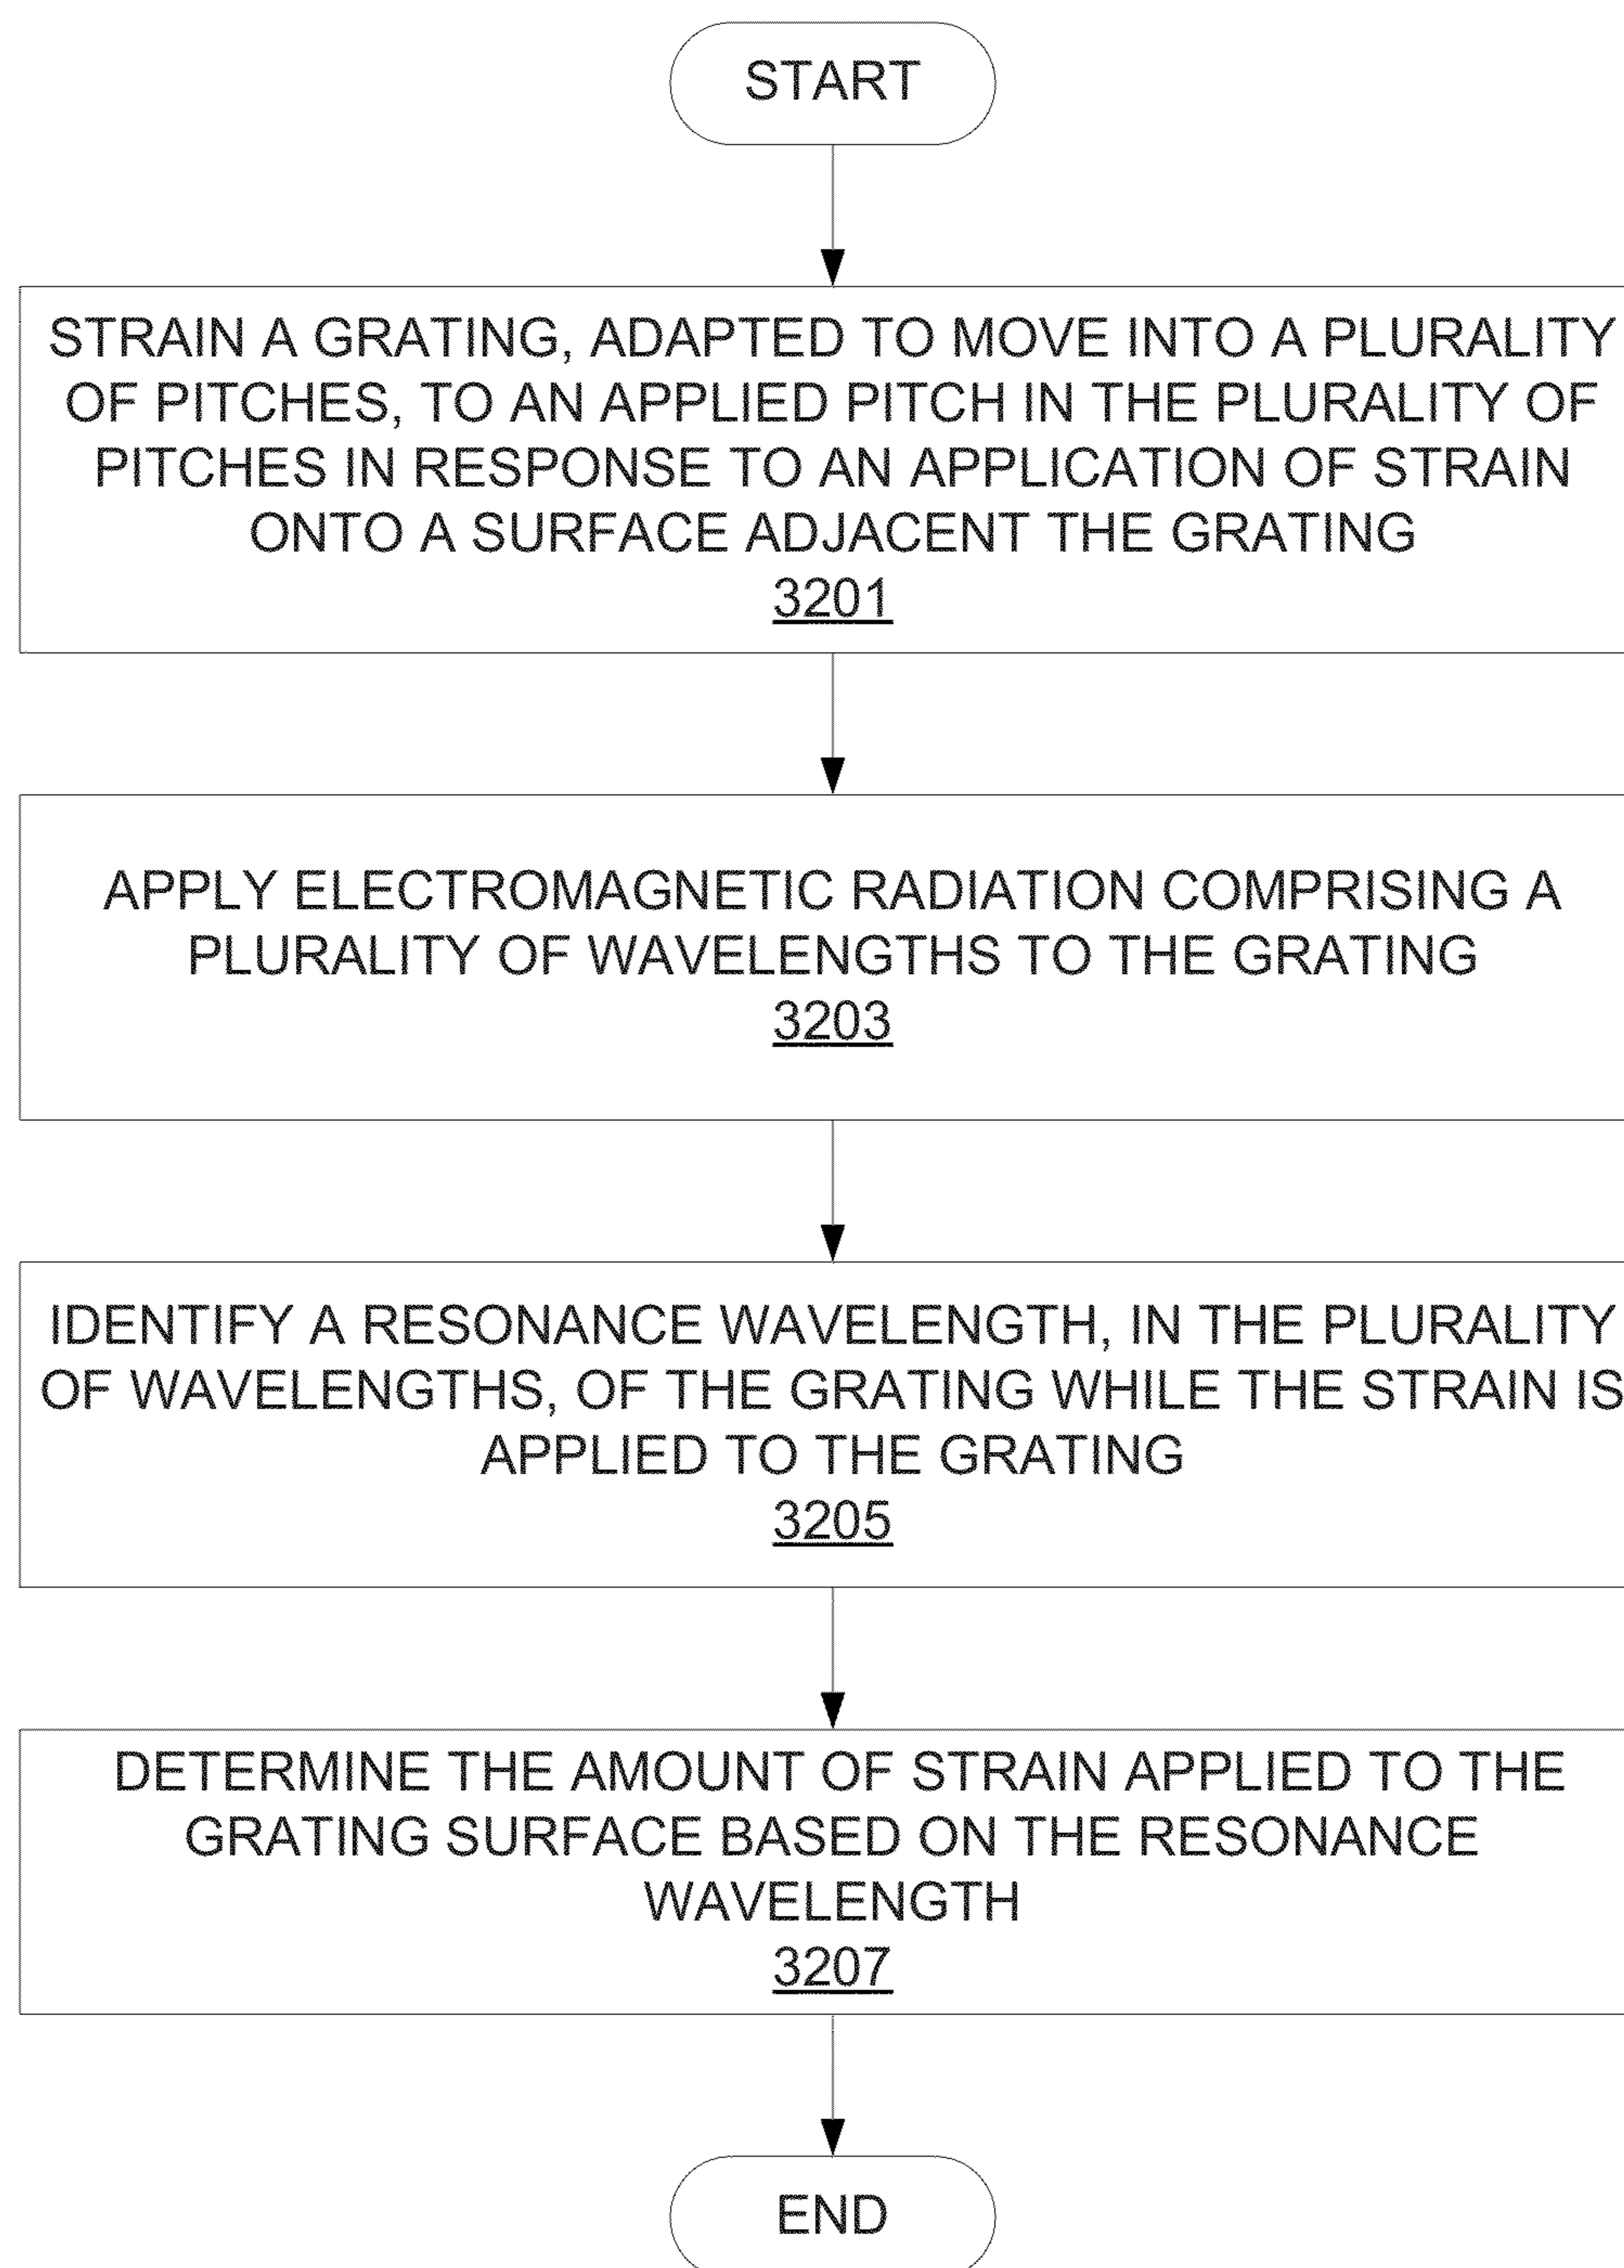 START
STRAIN A GRATING, ADAPTED TO MOVE INTO A PLURALITY
OF PITCHES, TO AN APPLIED PITCH IN THE PLURALITY OF
PITCHES IN RESPONSE TO AN APPLICATION OF STRAIN
ONTO A SURFACE ADJACENT THE GRATING
3201
APPLY ELECTROMAGNETIC RADIATION COMPRISING A
PLURALITY OF WAVELENGTHS TO THE GRATING
3203
IDENTIFY A RESONANCE WAVELENGTH, IN THE PLURALITY
OF WAVELENGTHS, OF THE GRATING WHILE THE STRAIN IS
APPLIED TO THE GRATING
3205
DETERMINE THE AMOUNT OF STRAIN APPLIED TO THE
GRATING SURFACE BASED ON THE RESONANCE
WAVELENGTH
3207
END